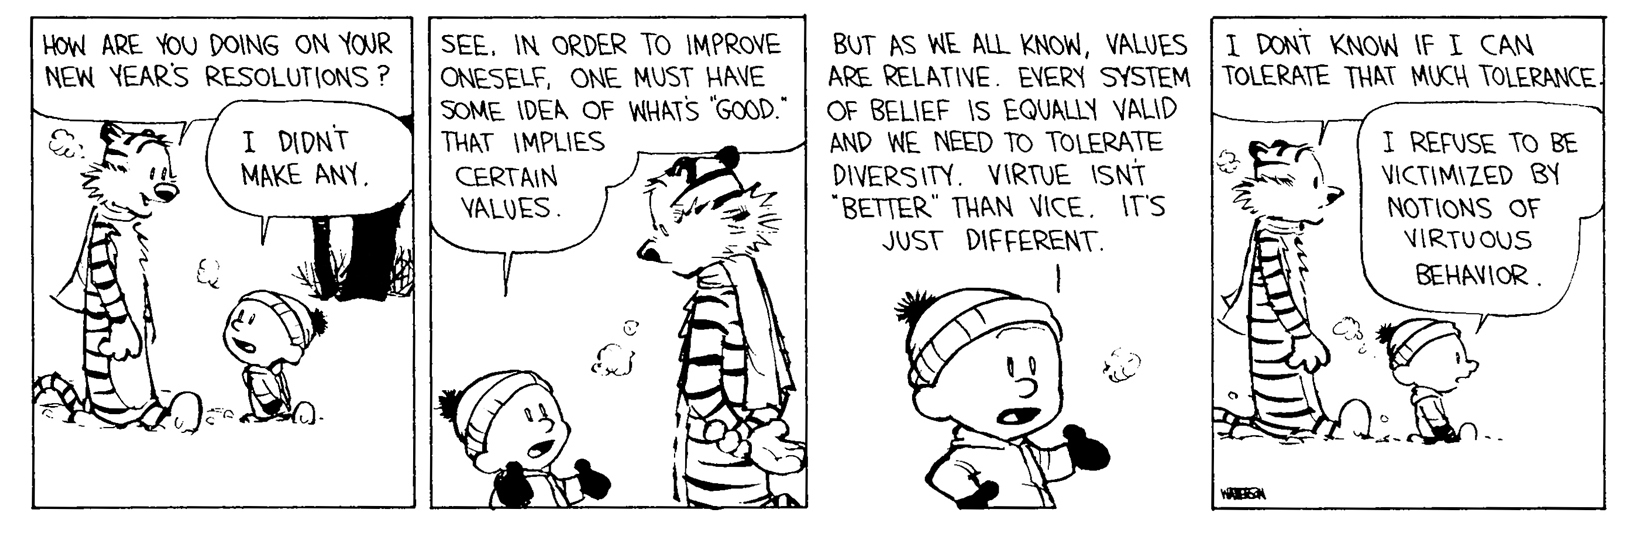 HOW ARE YOU DOING ON YOUR
NEW YEAR'S RESOLUTIONS?
I DIDN'T
MAKE ANY.
SEE, IN ORDER TO IMPROVE
ONESELF, ONE MUST HAVE
SOME IDEA OF WHAT'S "GOOD."
THAT IMPLIES
CERTAIN
VALUES.
BUT AS WE ALL KNOW, VALUES
ARE RELATIVE. EVERY SYSTEM
OF BELIEF IS EQUALLY VALID
AND WE NEED TO TOLERATE
DIVERSITY. VIRTUE ISN'T
"BETTER" THAN VICE. IT'S
JUST DIFFERENT.
I DON'T KNOW IF I CAN
TOLERATE THAT MUCH TOLERANCE.
I REFUSE TO BE
VICTIMIZED BY
NOTIONS OF
VIRTUOUS
BEHAVIOR.
WATTERSON